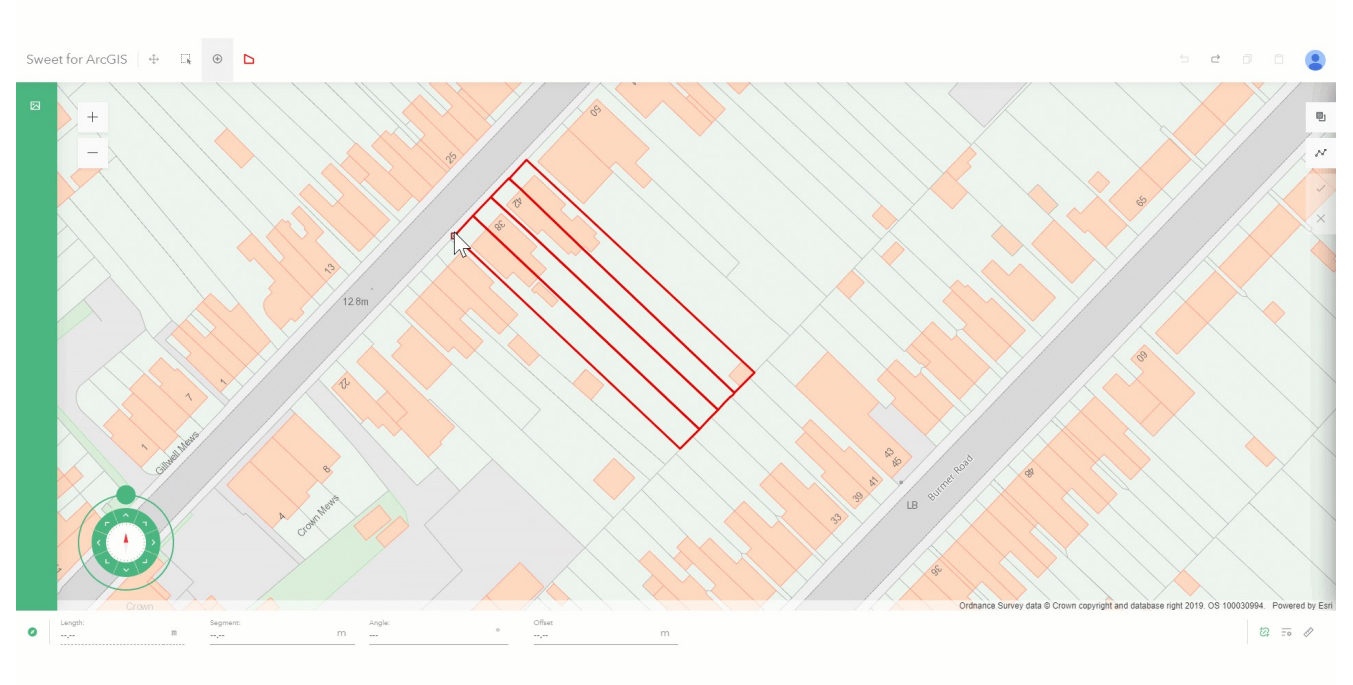 Sweet for ArcGIS
50
25
42
38
65
13
12.8m
60
22
1
7
1
Gillwell Mews
8
4
Crown Mews
43
45
41
39
33
Burmer Road
48
LB
36
Crown
Ordnance Survey data © Crown copyright and database right 2019. OS 100030994. Powered by Esri
Length:
--,--
m
Segment:
--,--
m
Angle:
---
°
Offset
--,--
m